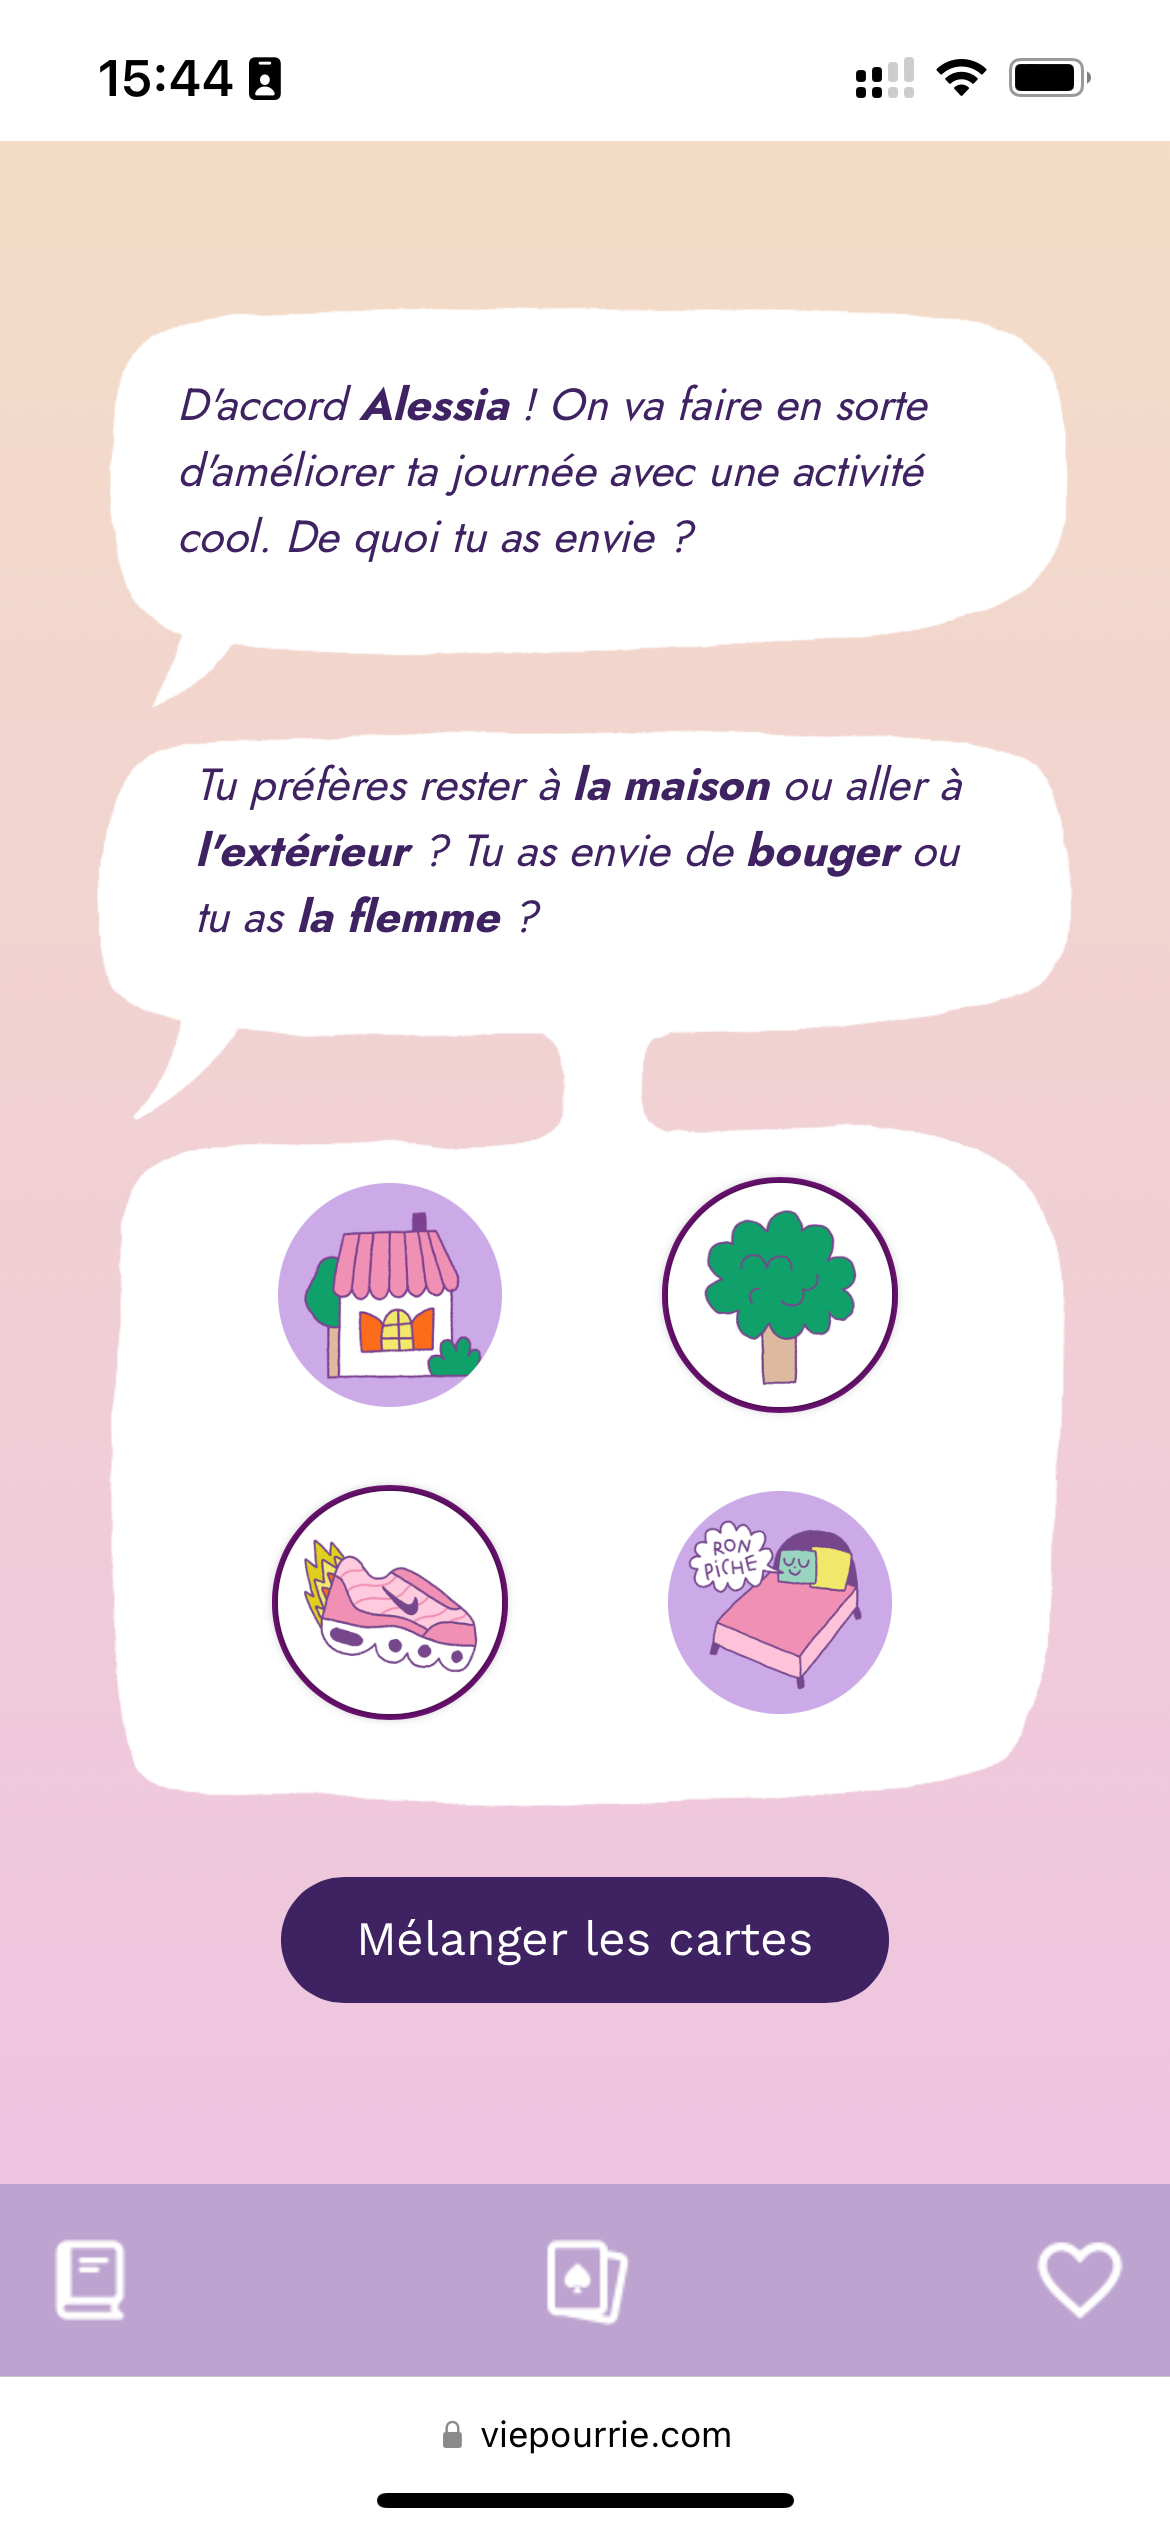 15:44
D'accord Alessia ! On va faire en sorte
d'améliorer ta journée avec une activité
cool. De quoi tu as envie ?
Tu préfères rester à la maison ou aller à
l'extérieur ? Tu as envie de bouger ou
tu as la flemme ?
RON
PiCHE
Mélanger les cartes
viepourrie.com